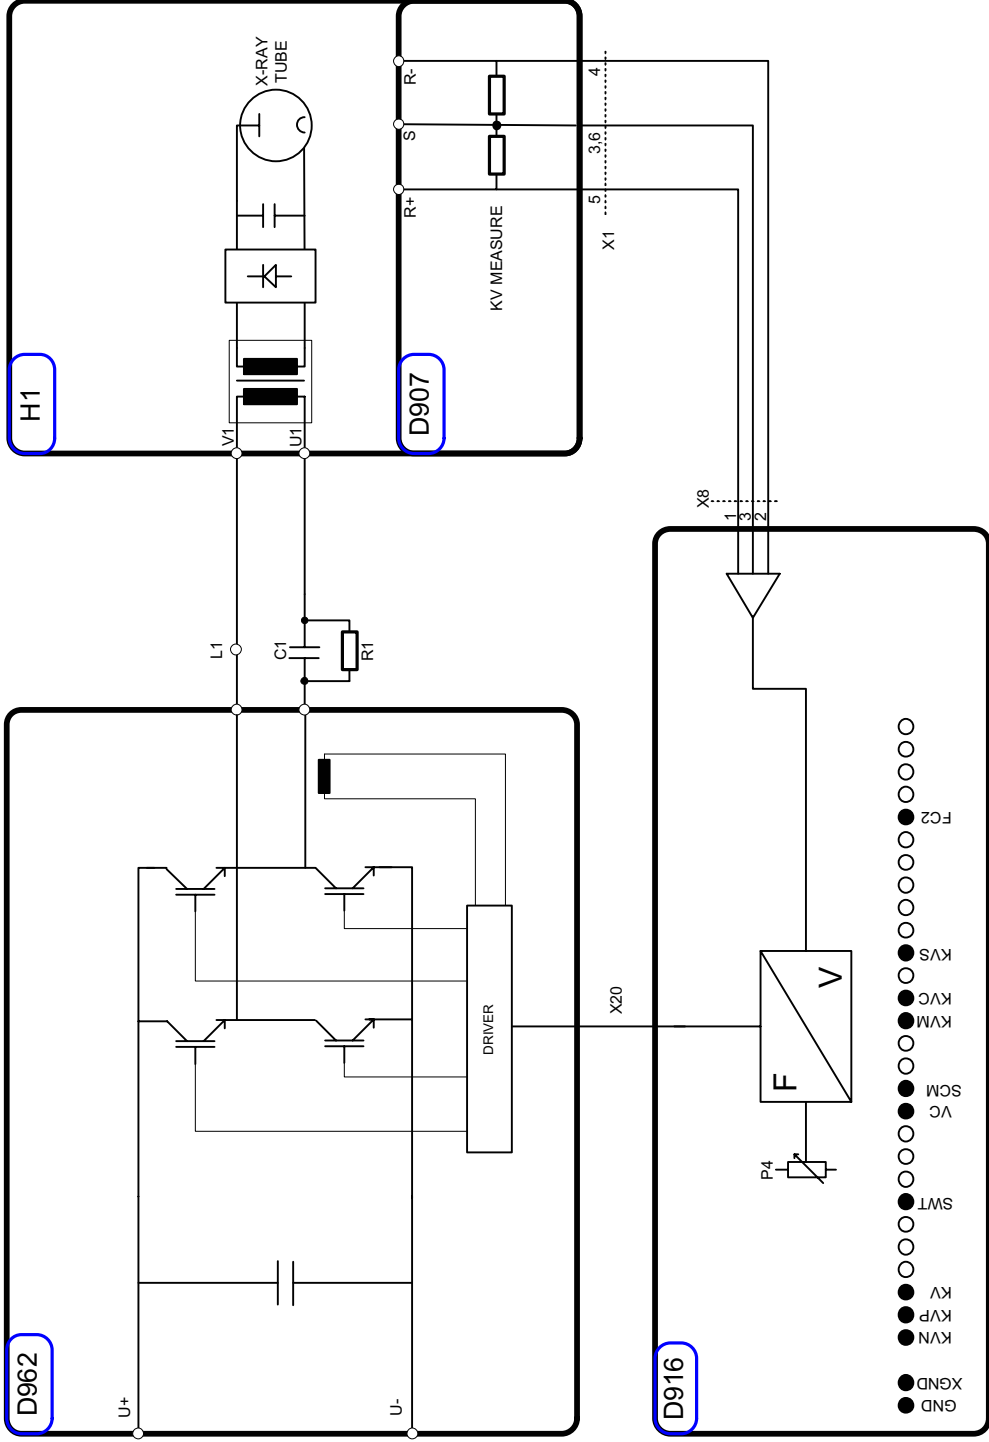 D962
U+
U-
DRIVER
L1
C1
R1
H1
V1
U1
X-RAY
TUBE
D907
R+
S
R-
KV MEASURE
5
3,6
4
X1
X20
D916
P4
F
V
X8
1
3
2
GND
XGND
KVN
KVP
KV
SWT
VC
SCM
KVM
KVC
KVS
FC2